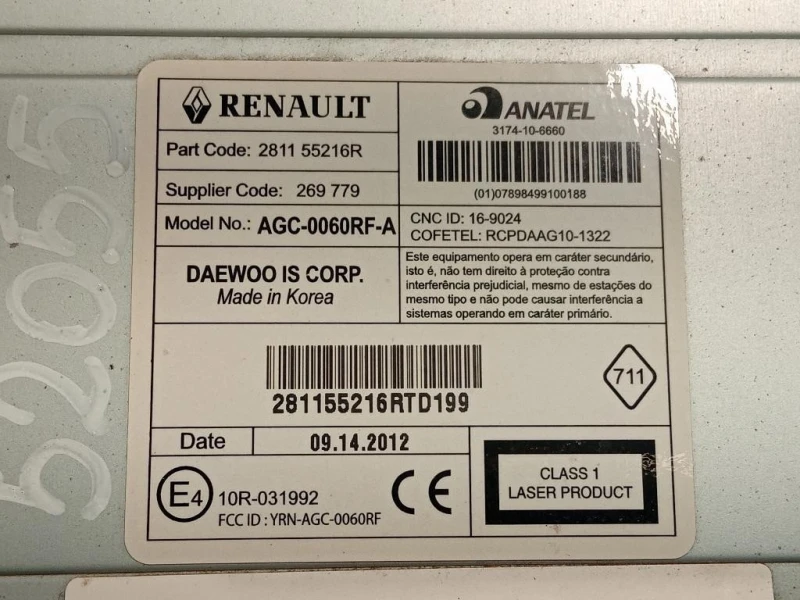 RENAULT
Part Code: 2811 55216R
Supplier Code: 269 779
Model No.: AGC-0060RF-A
DAEWOO IS CORP.
Made in Korea
ANATEL
3174-10-6660
(01)07898499100188
CNC ID: 16-9024
COFETEL: RCPDAAG10-1322
Este equipamento opera em caráter secundário,
isto é, não tem direito à proteção contra
interferência prejudicial, mesmo de estações do
mesmo tipo e não pode causar interferência a
sistemas operando em caráter primário.
281155216RTD199
711
Date 09.14.2012
E4 10R-031992
FCC ID : YRN-AGC-0060RF
CE
CLASS 1
LASER PRODUCT
52055